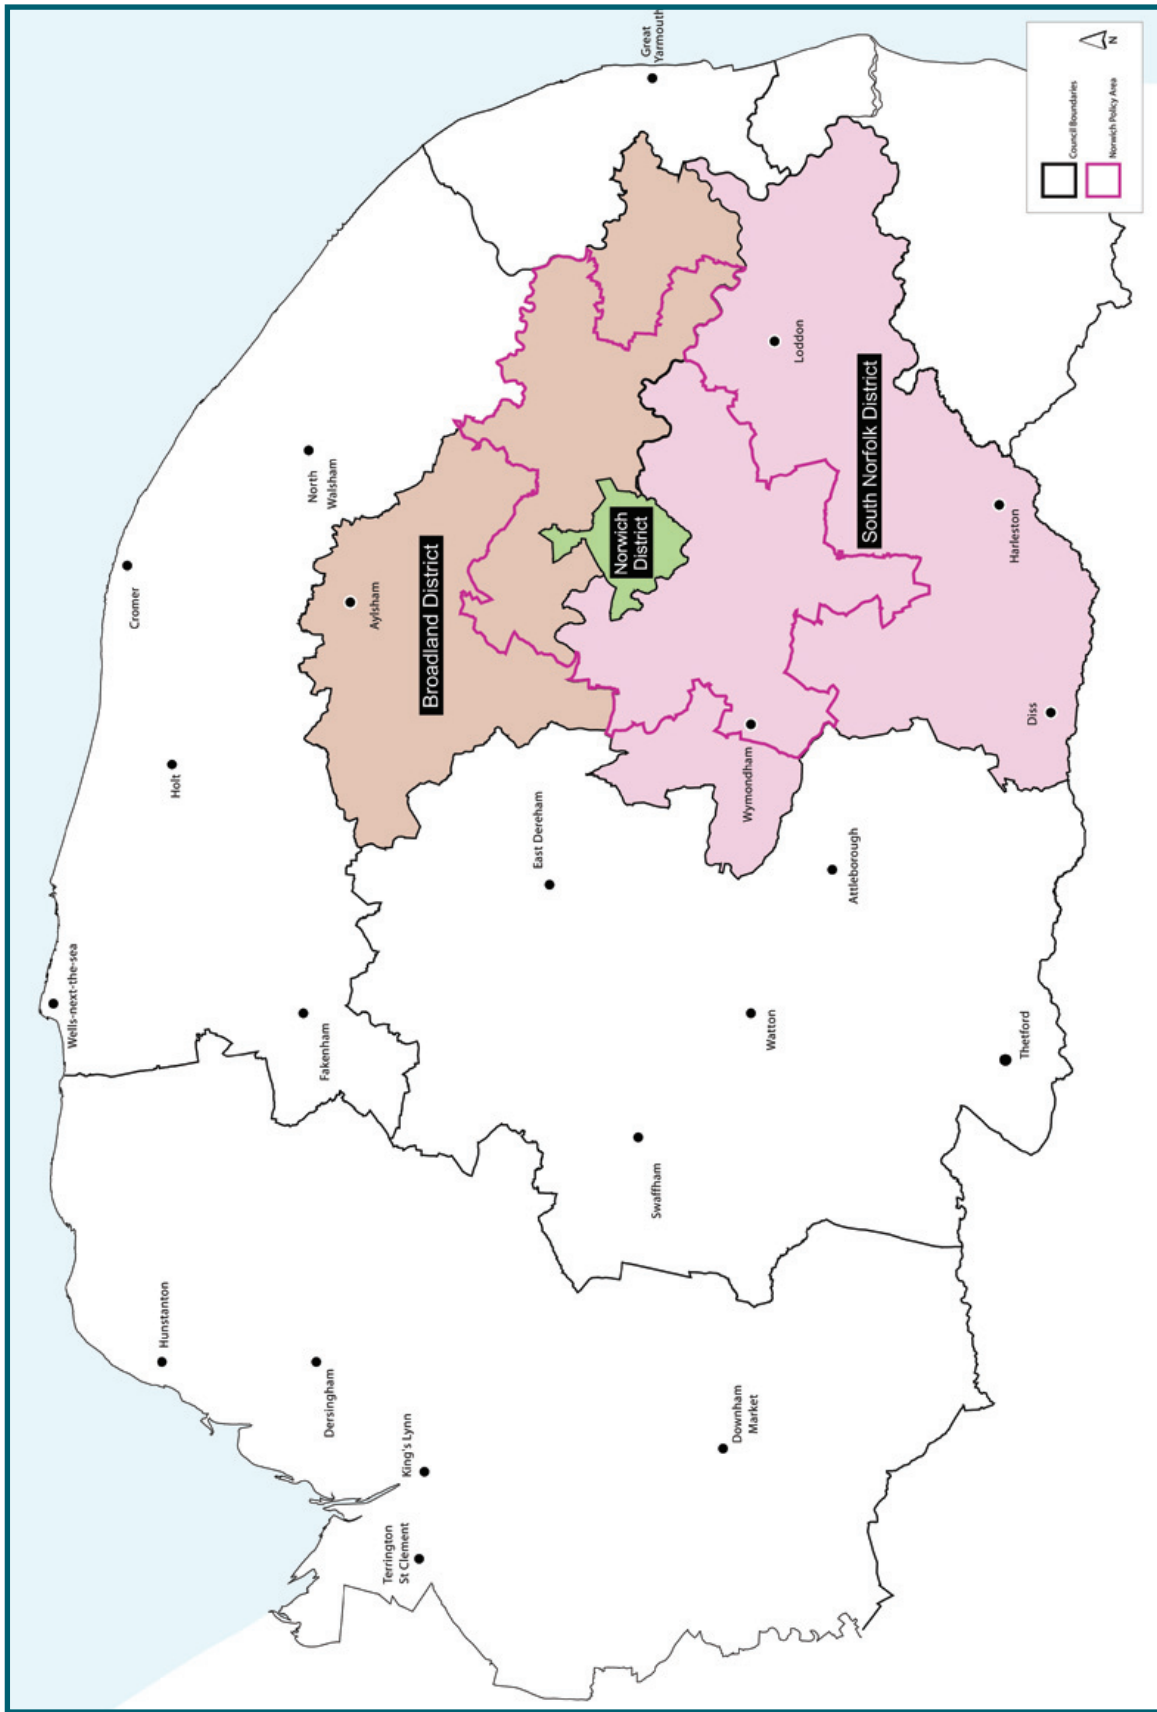 Wells-next-the-sea
Cromer
Hunstanton
Holt
North
Walsham
Great
Yarmouth
Fakenham
Dersingham
Aylsham
King's Lynn
Terrington
St Clement
Broadland District
East Dereham
Norwich
District
Swaffham
Loddon
Wymondham
Watton
Downham
Market
South Norfolk District
Attleborough
Harleston
Thetford
Diss
Council Boundaries
Norwich Policy Area
N